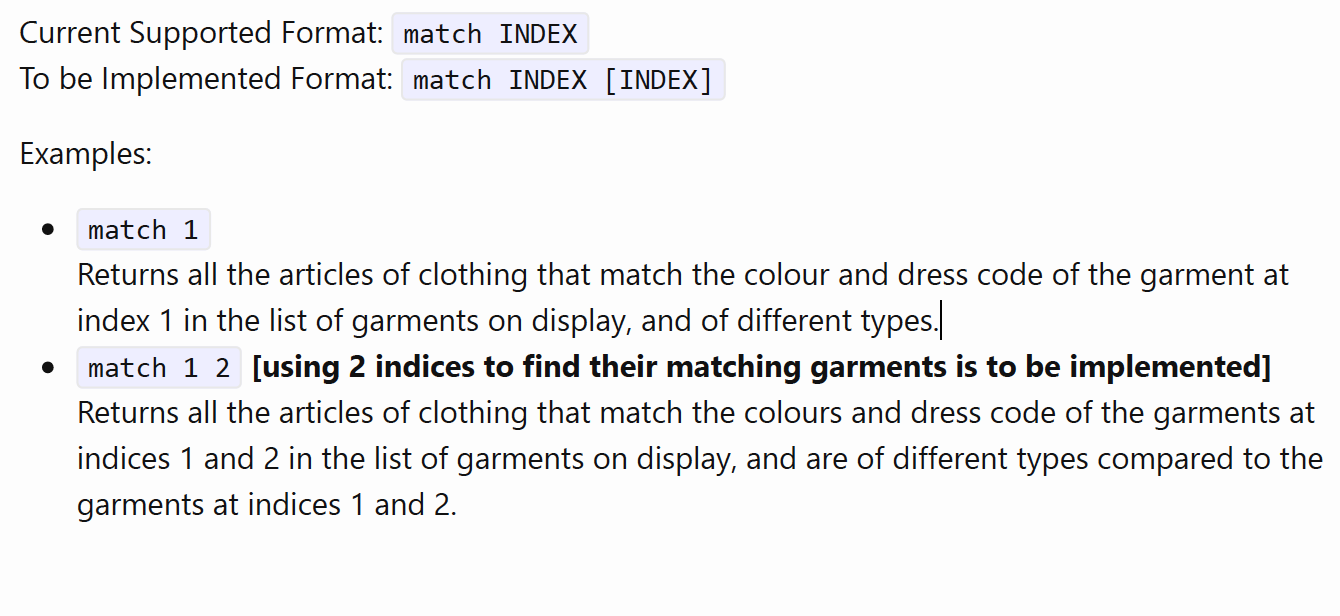 Current Supported Format: match INDEX
To be Implemented Format: match INDEX [INDEX]
Examples:
match 1
Returns all the articles of clothing that match the colour and dress code of the garment at
index 1 in the list of garments on display, and of different types.
match 1 2 [using 2 indices to find their matching garments is to be implemented]
Returns all the articles of clothing that match the colours and dress code of the garments at
indices 1 and 2 in the list of garments on display, and are of different types compared to the
garments at indices 1 and 2.